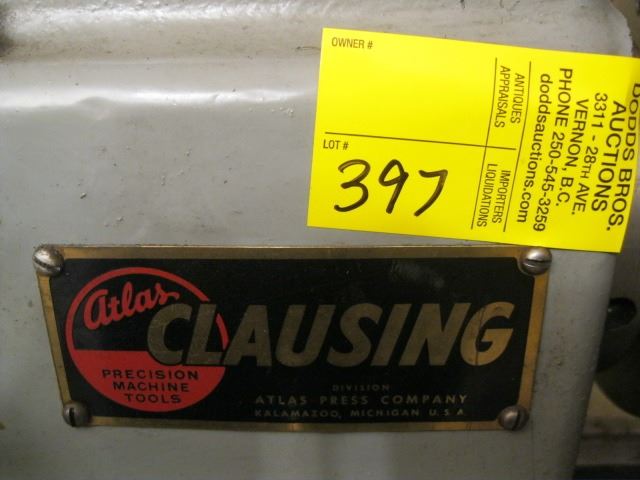 OWNER #
LOT #
397
ANTIQUES
APPRAISALS
IMPORTERS
LIQUIDATIONS
DODDS BROS.
AUCTIONS
3311 - 28TH AVE.
VERNON, B.C.
PHONE 250-545-3259
doddsauctions.com
Atlas
CLAUSING
PRECISION
MACHINE
TOOLS
DIVISION
ATLAS PRESS COMPANY
KALAMAZOO, MICHIGAN U.S.A.